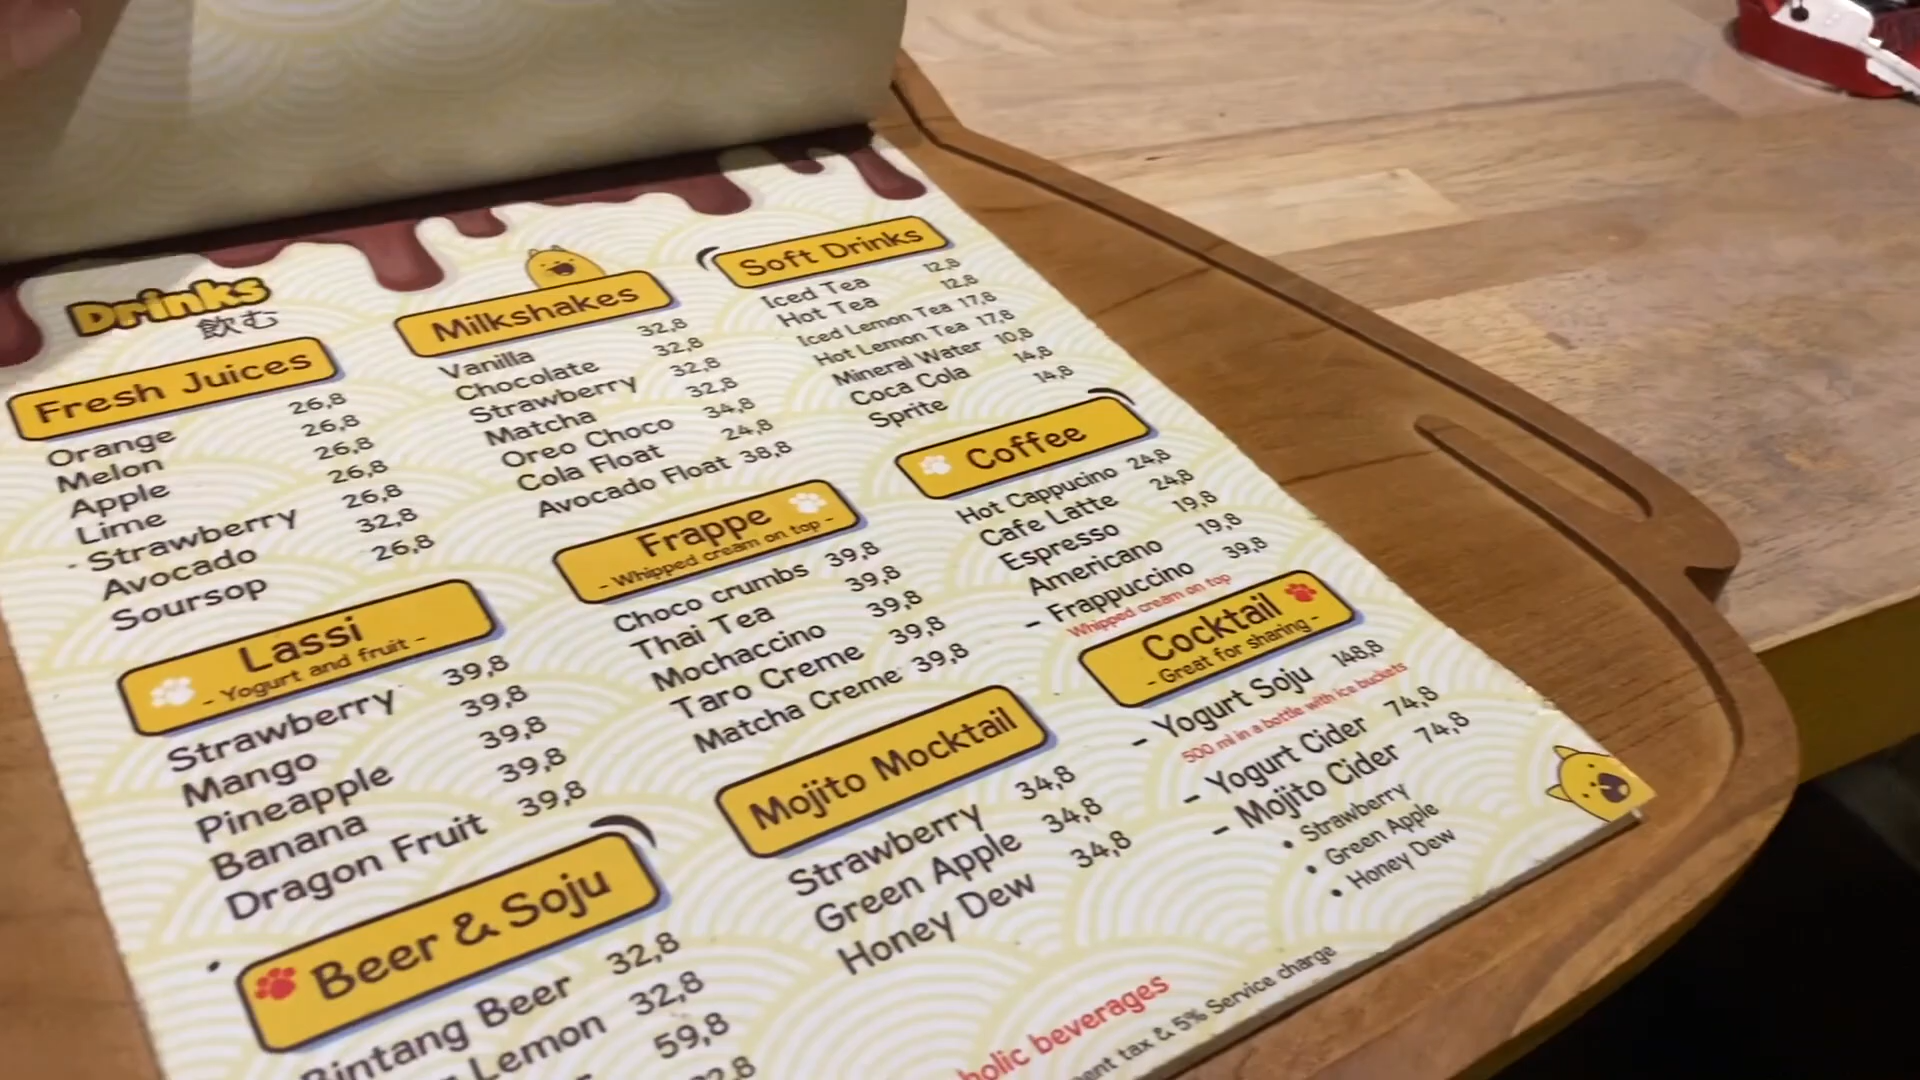 Drinks
飲む
Fresh Juices
Orange 26,8
Melon 26,8
Apple 26,8
Lime 26,8
- Strawberry 26,8
Avocado 32,8
Soursop 26,8
Lassi
- Yogurt and fruit -
Strawberry 39,8
Mango 39,8
Pineapple 39,8
Banana 39,8
Dragon Fruit 39,8
Beer & Soju
Bintang Beer 32,8
Lemon 32,8
59,8
Milkshakes
Vanilla 32,8
Chocolate 32,8
Strawberry 32,8
Matcha 32,8
Oreo Choco 34,8
Cola Float 24,8
Avocado Float 38,8
Frappe
- Whipped cream on top -
Choco crumbs 39,8
Thai Tea 39,8
Mochaccino 39,8
Taro Creme 39,8
Matcha Creme 39,8
Mojito Mocktail
Strawberry 34,8
Green Apple 34,8
Honey Dew 34,8
Soft Drinks
Iced Tea 12,8
Hot Tea 12,8
Iced Lemon Tea 17,8
Hot Lemon Tea 17,8
Mineral Water 10,8
Coca Cola 14,8
Sprite 14,8
Coffee
Hot Cappucino 24,8
Cafe Latte 24,8
Espresso 19,8
Americano 19,8
- Frappuccino 39,8
Whipped cream on top
Cocktail
- Great for sharing -
- Yogurt Soju 148,8
500 ml in a bottle with ice buckets
- Yogurt Cider 74,8
- Mojito Cider 74,8
• Strawberry
• Green Apple
• Honey Dew
beverages
tax & 5% Service charge